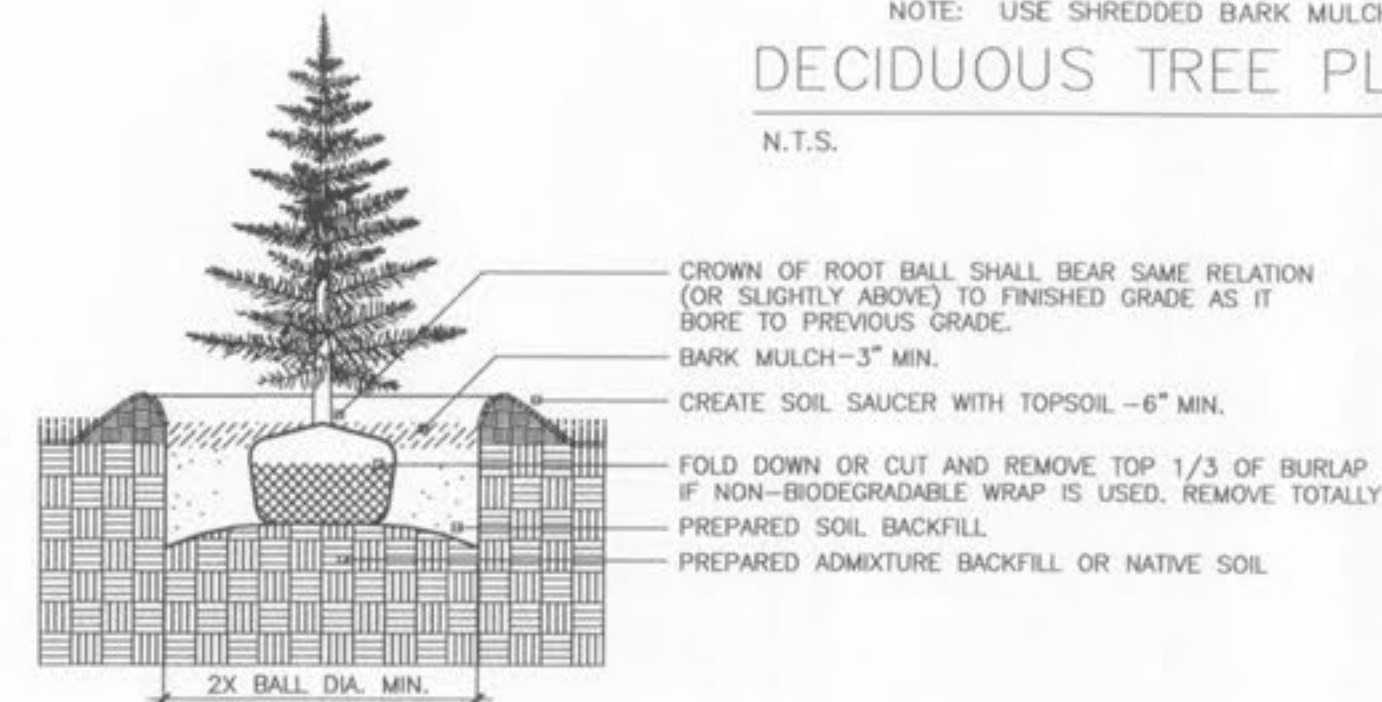 NOTE: USE SHREDDED BARK MULCH
DECIDUOUS TREE
N.T.S.
CROWN OF ROOT BALL SHALL BEAR SAME RELATION
(OR SLIGHTLY ABOVE) TO FINISHED GRADE AS IT
BORE TO PREVIOUS GRADE.
BARK MULCH-3" MIN.
CREATE SOIL SAUCER WITH TOPSOIL -6" MIN.
FOLD DOWN OR CUT AND REMOVE TOP 1/3 OF BURLAP
IF NON-BIODEGRADABLE WRAP IS USED. REMOVE TOTALLY
PREPARED SOIL BACKFILL
PREPARED ADMIXTURE BACKFILL OR NATIVE SOIL
2X BALL DIA. MIN.